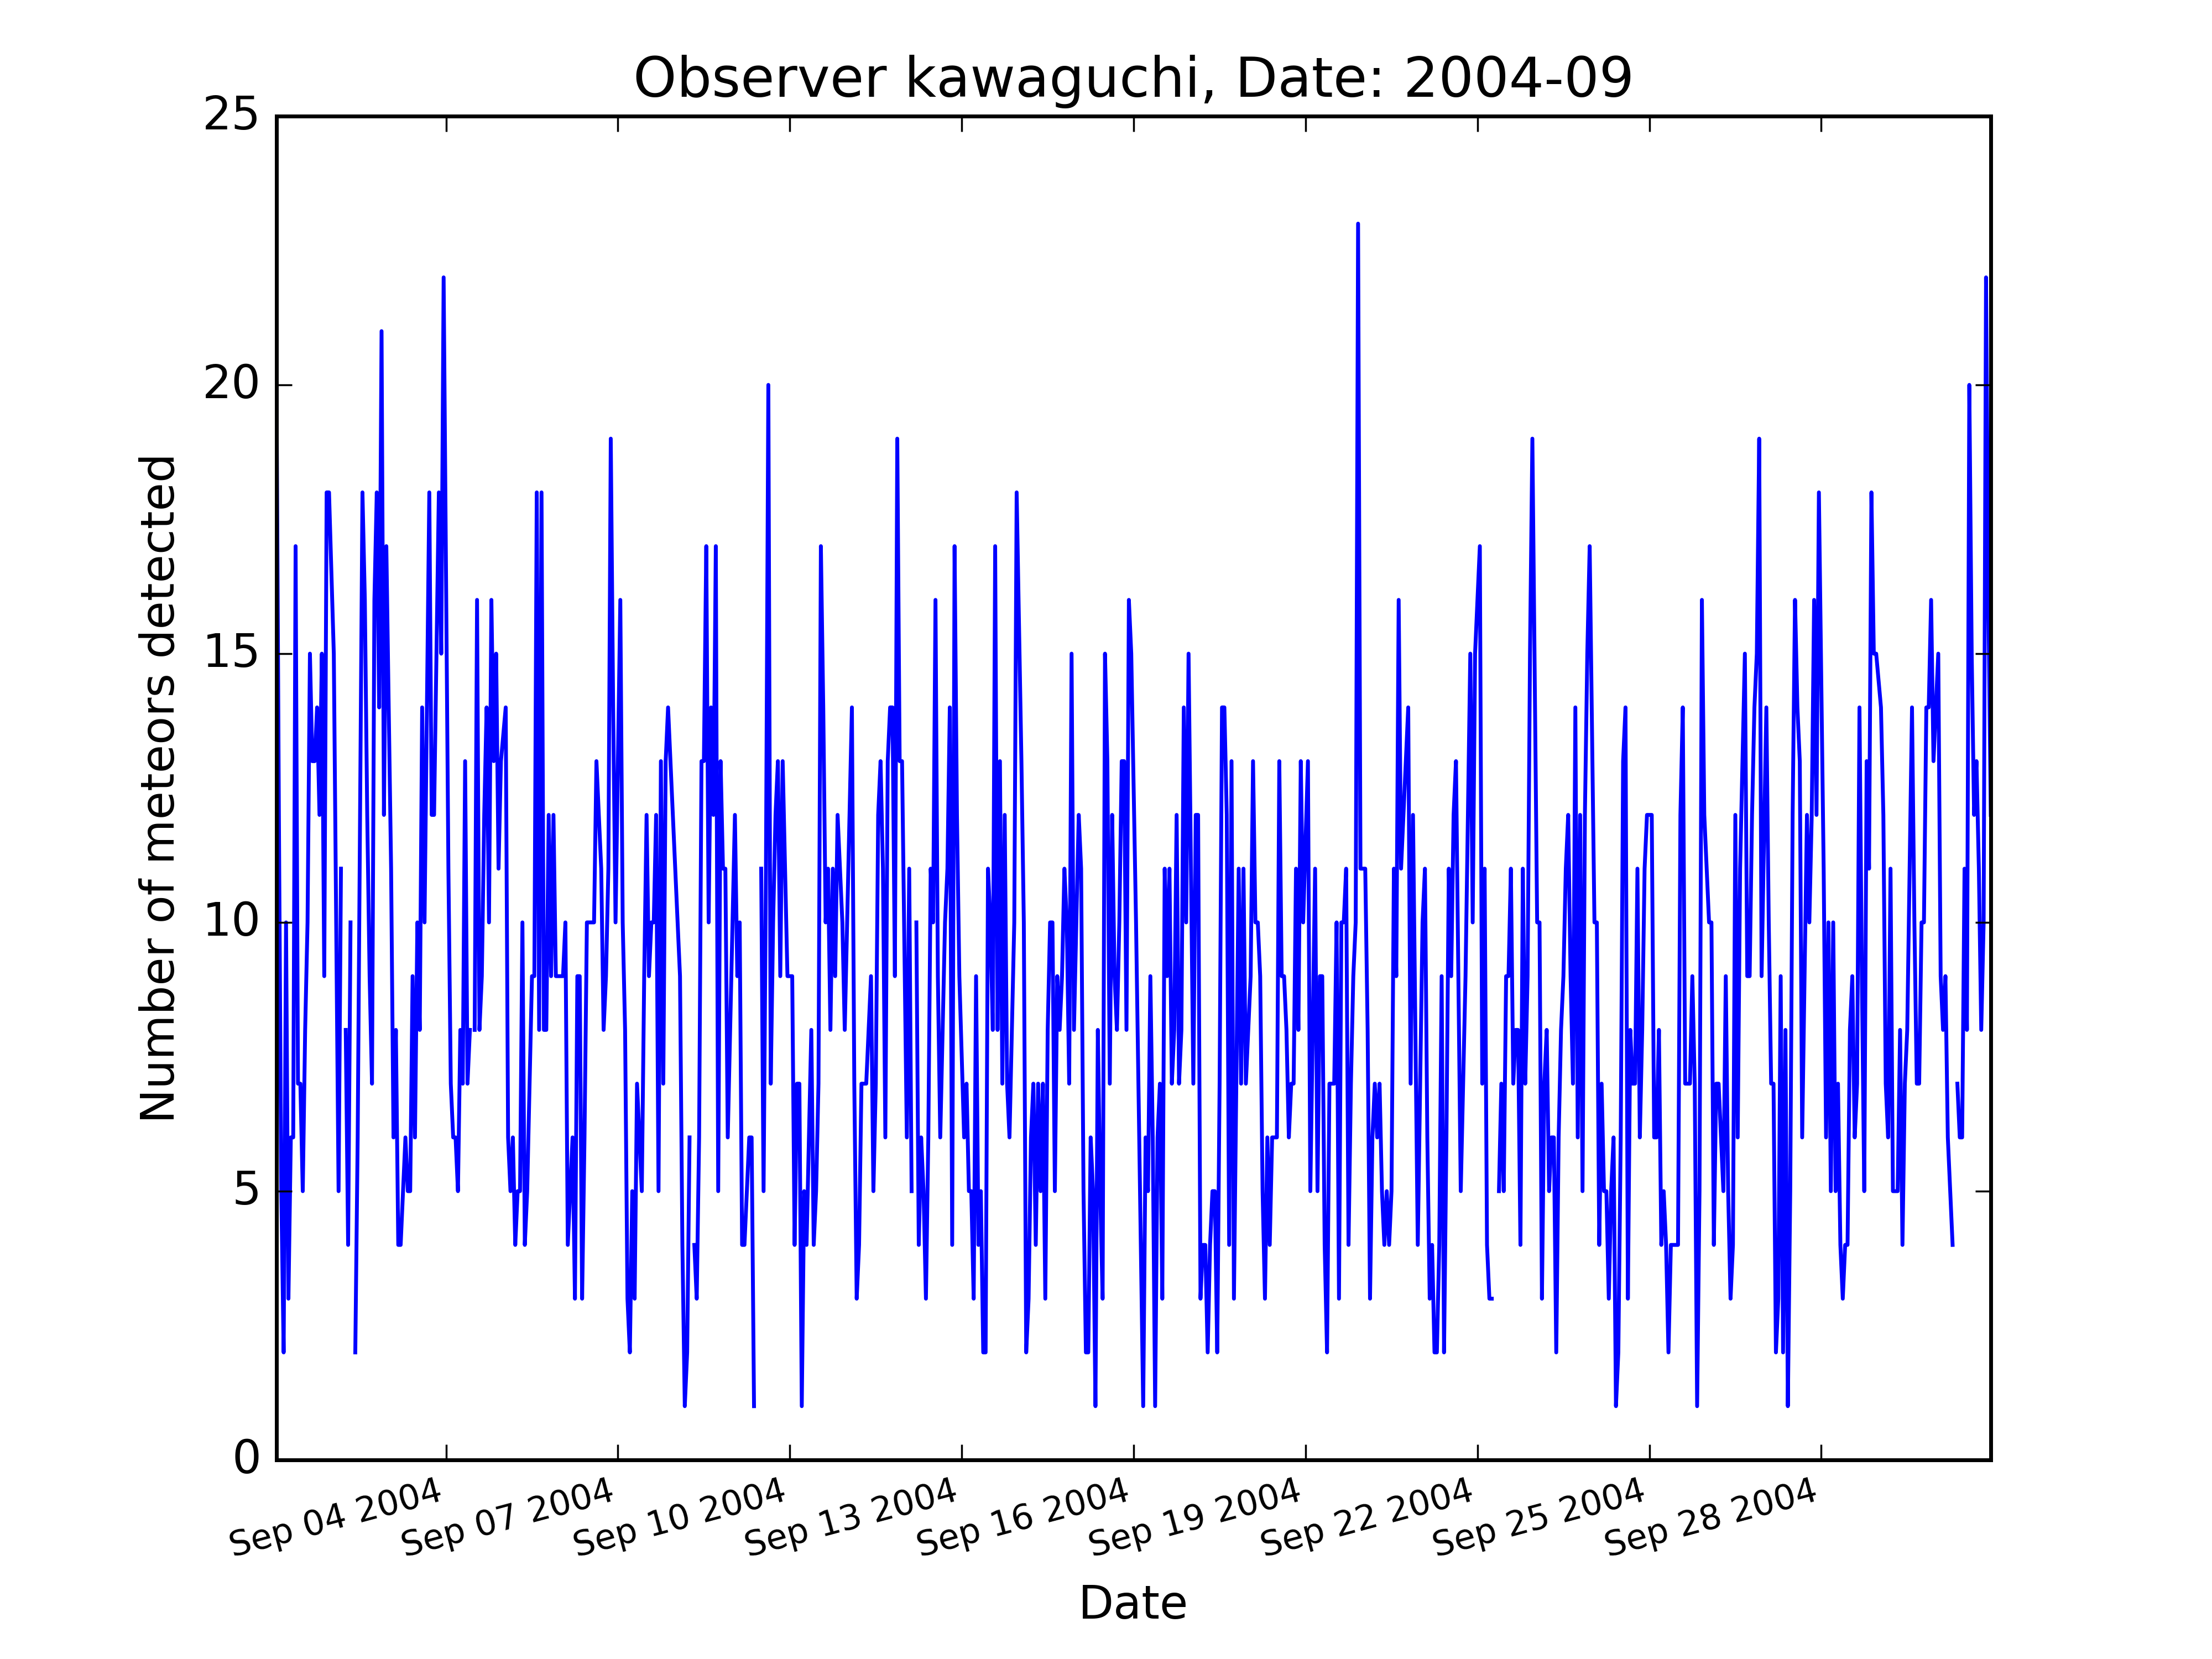 Observer kawaguchi, Date: 2004-09
25
20
15
10
5
0
Number of meteors detected
Sep 04 2004
Sep 07 2004
Sep 10 2004
Sep 13 2004
Sep 16 2004
Sep 19 2004
Sep 22 2004
Sep 25 2004
Sep 28 2004
Date